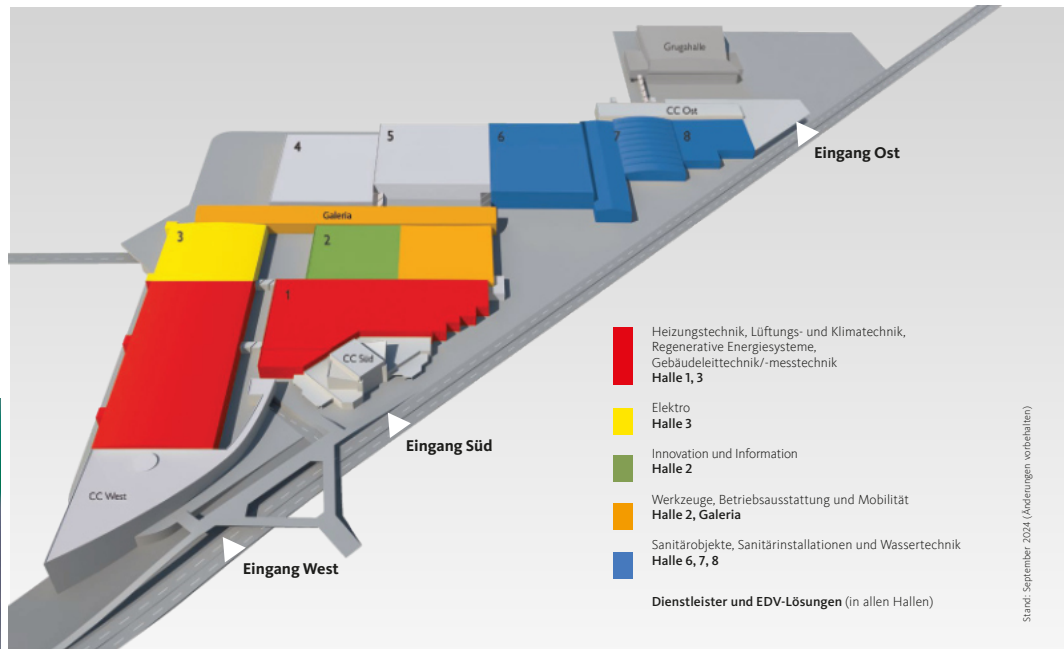 Grugahalle
CC Ost
4
5
6
7
8
Eingang Ost
Galeria
3
2
1
CC Süd
Eingang Süd
CC West
Eingang West
Heizungstechnik, Lüftungs- und Klimatechnik,
Regenerative Energiesysteme,
Gebäudeleittechnik/-messtechnik
Halle 1, 3
Elektro
Halle 3
Innovation und Information
Halle 2
Werkzeuge, Betriebsausstattung und Mobilität
Halle 2, Galeria
Sanitärobjekte, Sanitärinstallationen und Wassertechnik
Halle 6, 7, 8
Dienstleister und EDV-Lösungen (in allen Hallen)
Stand: September 2024 (Änderungen vorbehalten)